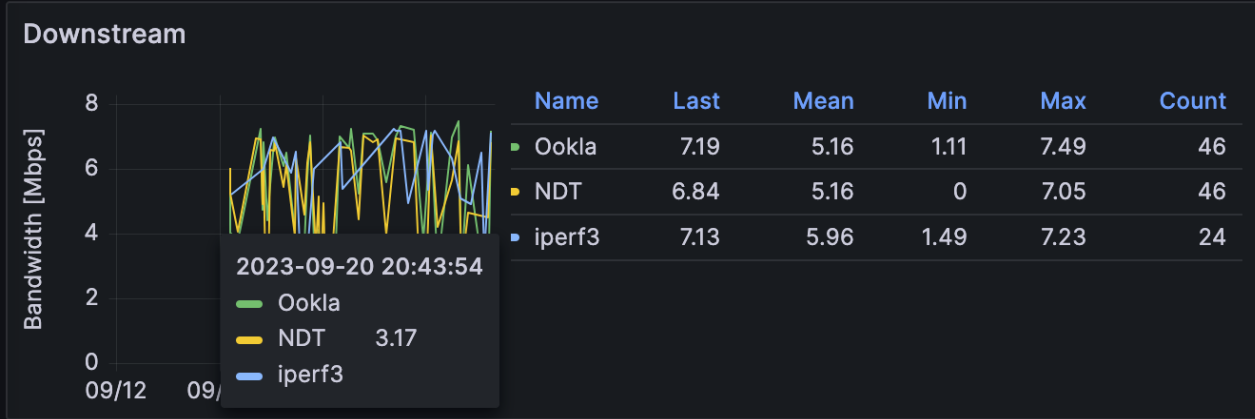 Downstream
Bandwidth [Mbps]
8
6
4
2
0
09/12 09/
Name Last Mean Min Max Count
Ookla 7.19 5.16 1.11 7.49 46
NDT 6.84 5.16 0 7.05 46
iperf3 7.13 5.96 1.49 7.23 24
2023-09-20 20:43:54
Ookla
NDT 3.17
iperf3